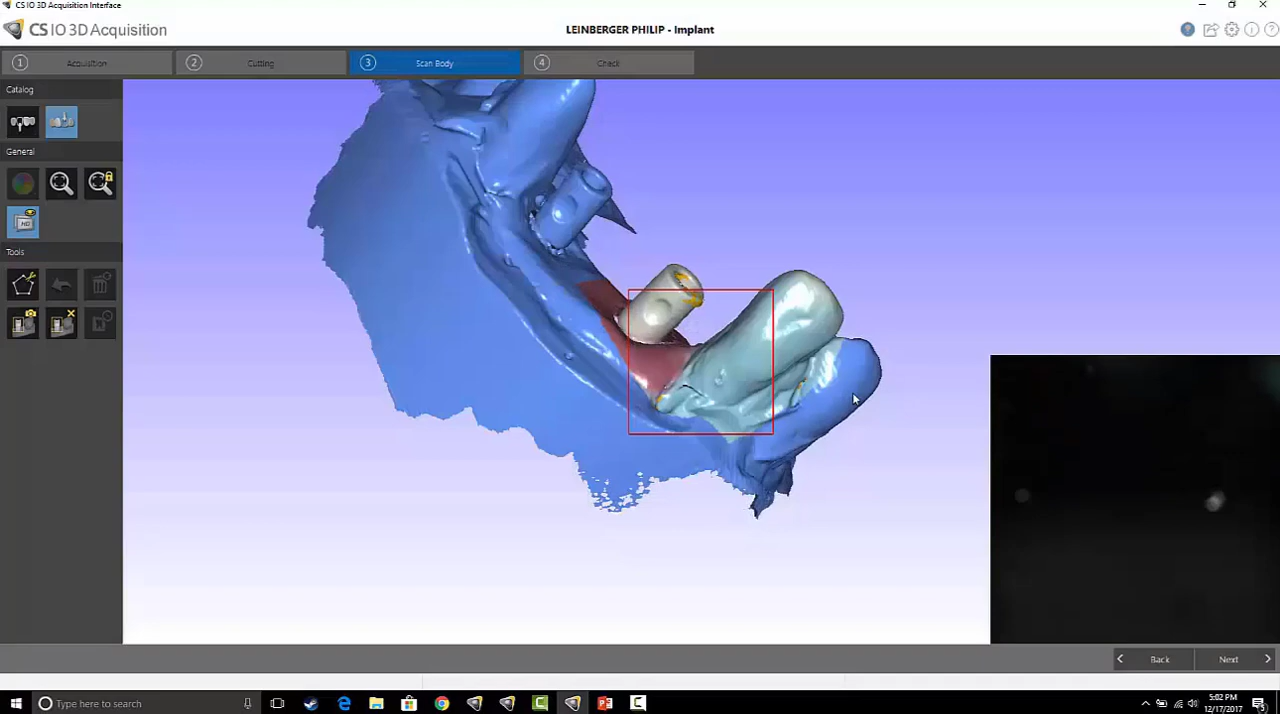 CS IO 3D Acquisition Interface
CS IO 3D Acquisition
LEINBERGER PHILIP - Implant
1 Acquisition
2 Cutting
3 Scan Body
4 Check
Catalog
General
HD
Tools
< Back
Next >
Type here to search
5:02 PM
12/17/2017